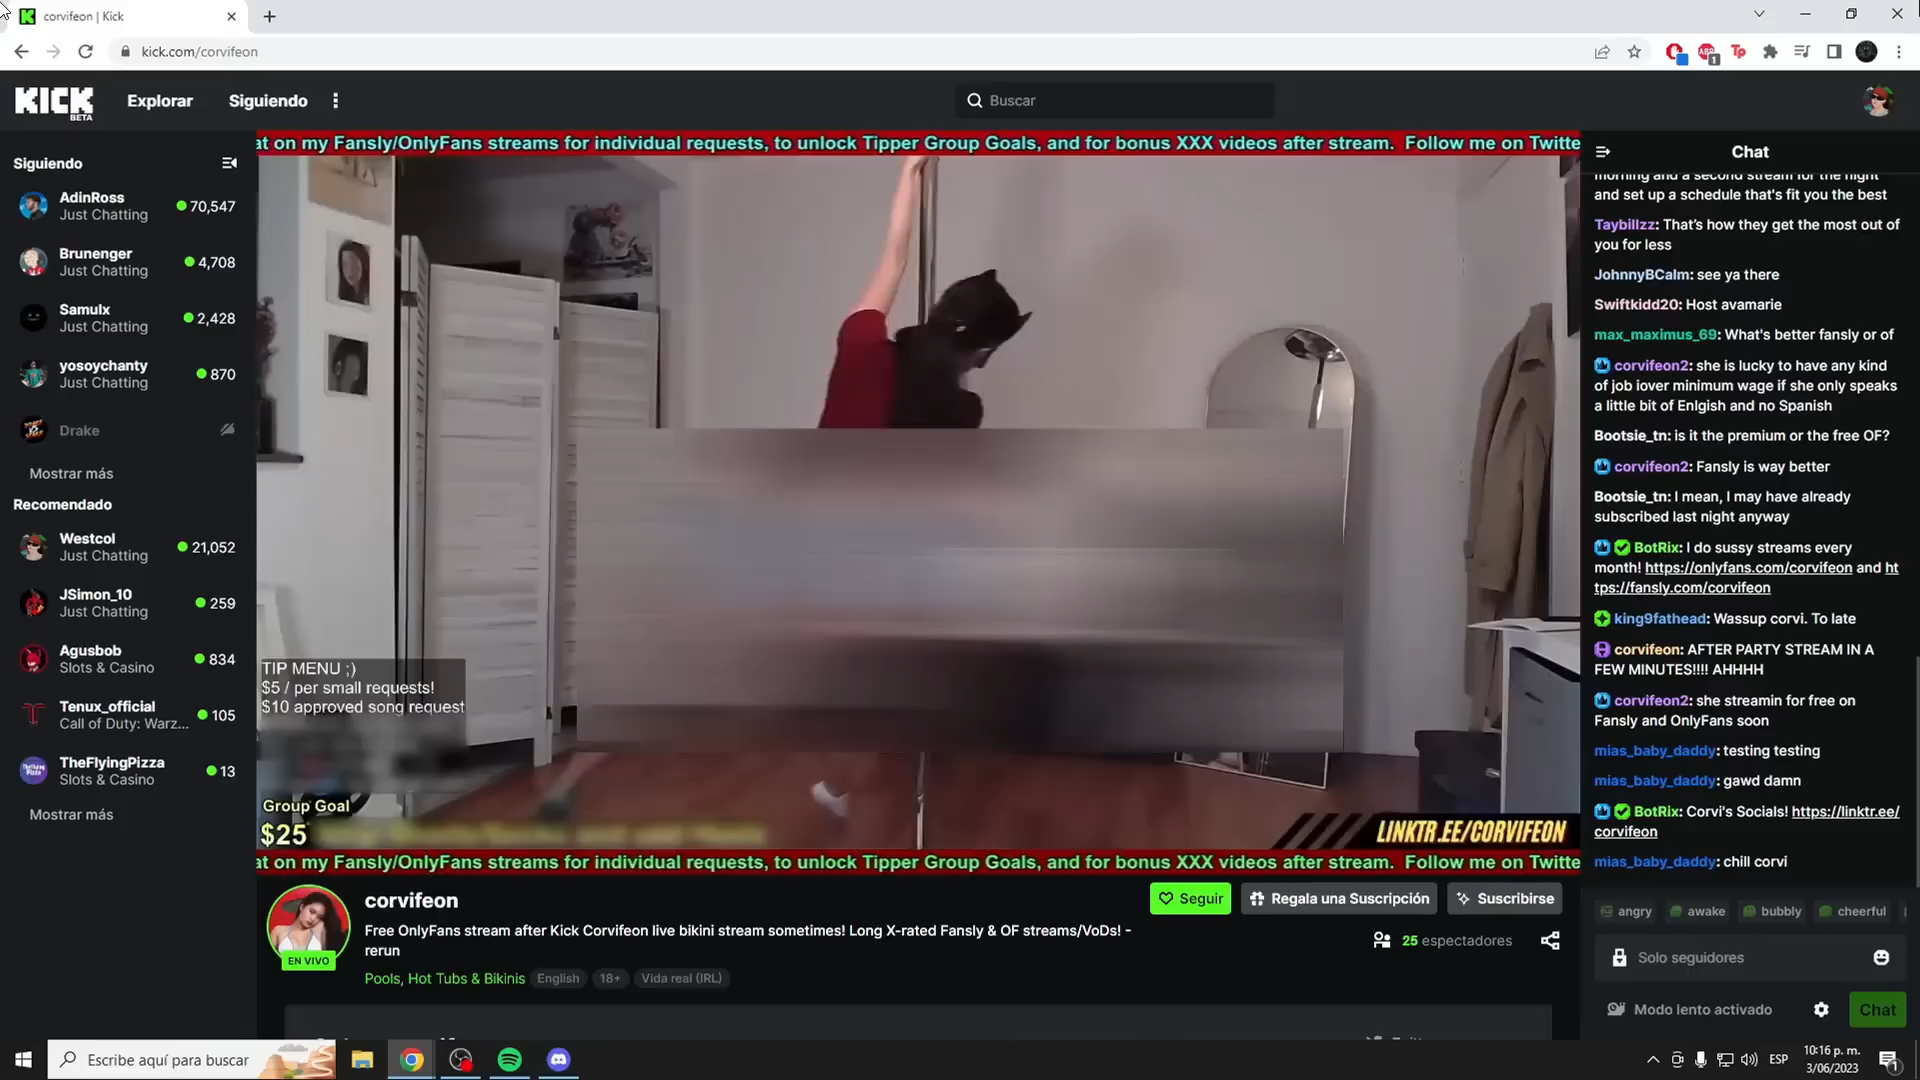 corvifeon | Kick
kick.com/corvifeon
KICK
BETA
Explorar
Siguiendo
Buscar
Siguiendo
AdinRoss
Just Chatting
70,547
Brunenger
Just Chatting
4,708
Samulx
Just Chatting
2,428
yosoychanty
Just Chatting
870
Drake
Mostrar más
Recomendado
Westcol
Just Chatting
21,052
JSimon_10
Just Chatting
259
Agusbob
Slots & Casino
834
Tenux_official
Call of Duty: Warz...
105
TheFlyingPizza
Slots & Casino
13
Mostrar más
at on my Fansly/OnlyFans streams for individual requests, to unlock Tipper Group Goals, and for bonus XXX videos after stream. Follow me on Twitte
TIP MENU ;)
$5 / per small requests!
$10 approved song request
Group Goal
$25
LINKTR.EE/CORVIFEON
at on my Fansly/OnlyFans streams for individual requests, to unlock Tipper Group Goals, and for bonus XXX videos after stream. Follow me on Twitte
EN VIVO
corvifeon
Free OnlyFans stream after Kick Corvifeon live bikini stream sometimes! Long X-rated Fansly & OF streams/VoDs! -
rerun
Pools, Hot Tubs & Bikinis
English
18+
Vida real (IRL)
Seguir
Regala una Suscripción
Suscribirse
25 espectadores
Chat
morning and a second stream for the night
and set up a schedule that's fit you the best
Taybillzz: That's how they get the most out of
you for less
JohnnyBCalm: see ya there
Swiftkidd20: Host avamarie
max_maximus_69: What's better fansly or of
corvifeon2: she is lucky to have any kind
of job iover minimum wage if she only speaks
a little bit of Enlgish and no Spanish
Bootsie_tn: is it the premium or the free OF?
corvifeon2: Fansly is way better
Bootsie_tn: I mean, I may have already
subscribed last night anyway
BotRix: I do sussy streams every
month! https://onlyfans.com/corvifeon and ht
tps://fansly.com/corvifeon
king9fathead: Wassup corvi. To late
corvifeon: AFTER PARTY STREAM IN A
FEW MINUTES!!!! AHHHH
corvifeon2: she streamin for free on
Fansly and OnlyFans soon
mias_baby_daddy: testing testing
mias_baby_daddy: gawd damn
BotRix: Corvi's Socials! https://linktr.ee/
corvifeon
mias_baby_daddy: chill corvi
angry
awake
bubbly
cheerful
Solo seguidores
Modo lento activado
Chat
Escribe aquí para buscar
ESP
10:16 p. m.
3/06/2023